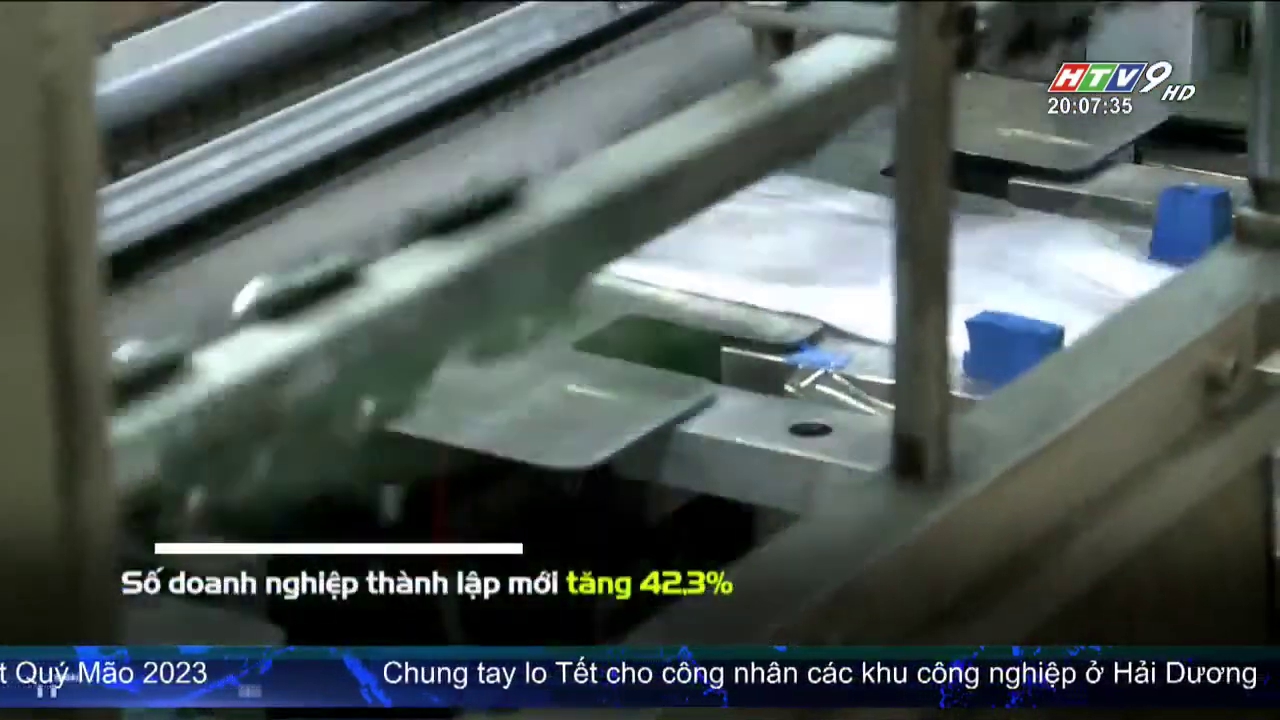 HTV9 HD
20:07:35
Số doanh nghiệp thành lập mới tăng 42,3%
t Quý Mão 2023 Chung tay lo Tết cho công nhân các khu công nghiệp ở Hải Dương